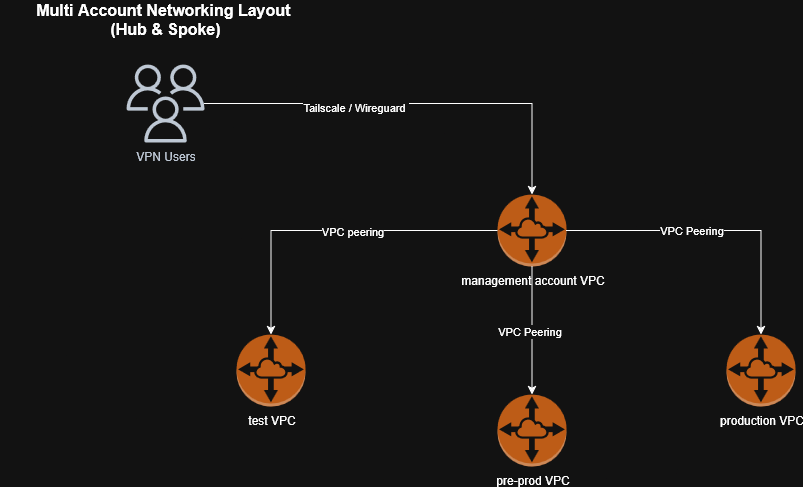 Multi Account Networking Layout
(Hub & Spoke)
VPN Users
Tailscale / Wireguard
VPC peering
VPC Peering
management account VPC
VPC Peering
test VPC
production VPC
pre-prod VPC